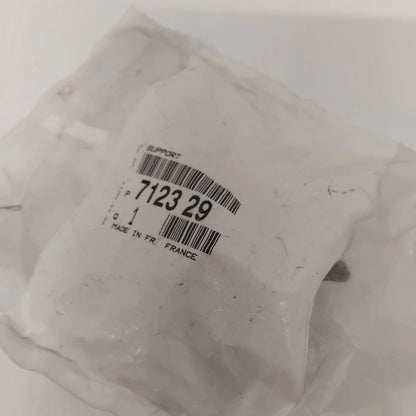 SUPPORT
P 7123 29
Q 1
MADE IN FR FRANCE